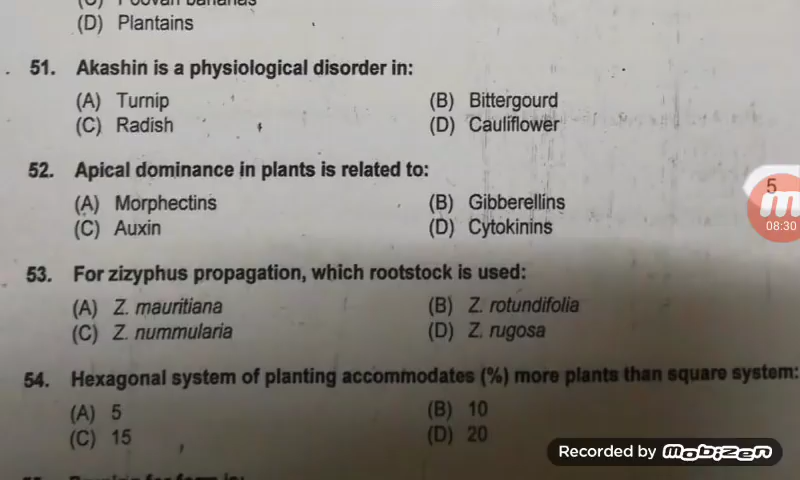 (D) Plantains
51. Akashin is a physiological disorder in:
(A) Turnip (B) Bittergourd
(C) Radish (D) Cauliflower
52. Apical dominance in plants is related to:
(A) Morphectins (B) Gibberellins
(C) Auxin (D) Cytokinins
53. For zizyphus propagation, which rootstock is used:
(A) Z. mauritiana (B) Z. rotundifolia
(C) Z. nummularia (D) Z. rugosa
54. Hexagonal system of planting accommodates (%) more plants than square system:
(A) 5 (B) 10
(C) 15 (D) 20
5
08:30
Recorded by mobizen